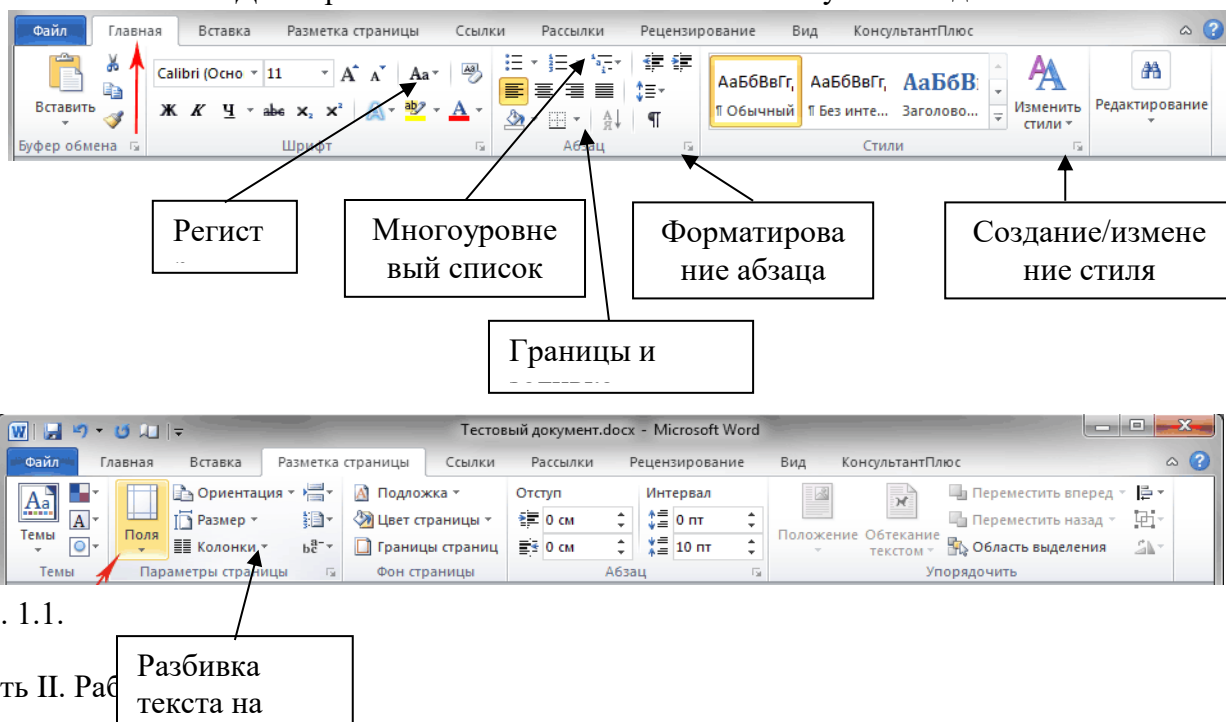 Файл Главная Вставка Разметка страницы Ссылки Рассылки Рецензирование Вид КонсультантПлюс
Calibri (Осно 11 Аа
Вставить
Ж К Ч abc x₂ x² ab А
АаБбВвГг, АаБбВвГг, АаБбВ
¶ Обычный ¶ Без инте... Заголово...
Изменить стили
Редактирование
Буфер обмена Шрифт Абзац Стили
Регист
Многоуровне
вый список
Форматирова
ние абзаца
Создание/измене
ние стиля
Границы и
Тестовый документ.docx - Microsoft Word
Файл Главная Вставка Разметка страницы Ссылки Рассылки Рецензирование Вид КонсультантПлюс
Темы
Поля
Ориентация
Размер
Колонки
Подложка
Цвет страницы
Границы страниц
Отступ Интервал
0 см 0 пт
0 см 10 пт
Положение
Обтекание текстом
Переместить вперед
Переместить назад
Область выделения
Темы Параметры страницы Фон страницы Абзац Упорядочить
. 1.1.
Разбивка
текста на
ть II. Раб